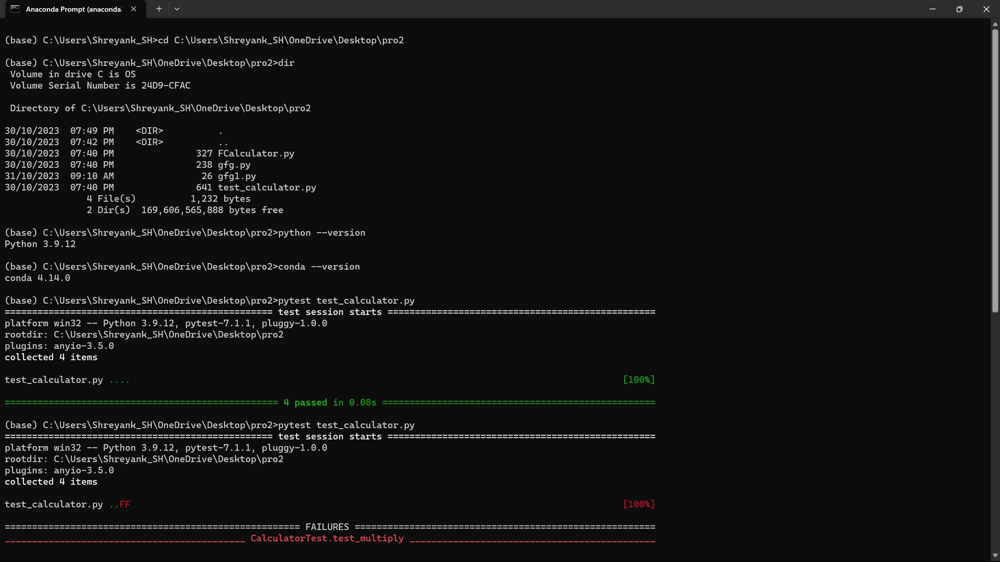 Anaconda Prompt (anaconda
(base) C:\Users\Shreyank_SH>cd C:\Users\Shreyank_SH\OneDrive\Desktop\pro2
(base) C:\Users\Shreyank_SH\OneDrive\Desktop\pro2>dir
 Volume in drive C is OS
 Volume Serial Number is 24D9-CFAC
 Directory of C:\Users\Shreyank_SH\OneDrive\Desktop\pro2
30/10/2023  07:49 PM    <DIR>          .
30/10/2023  07:42 PM    <DIR>          ..
30/10/2023  07:40 PM               327 FCalculator.py
30/10/2023  07:40 PM               238 gfg.py
31/10/2023  09:10 AM                26 gfg1.py
30/10/2023  07:40 PM               641 test_calculator.py
               4 File(s)          1,232 bytes
               2 Dir(s)  169,606,565,888 bytes free
(base) C:\Users\Shreyank_SH\OneDrive\Desktop\pro2>python --version
Python 3.9.12
(base) C:\Users\Shreyank_SH\OneDrive\Desktop\pro2>conda --version
conda 4.14.0
(base) C:\Users\Shreyank_SH\OneDrive\Desktop\pro2>pytest test_calculator.py
================================================= test session starts =================================================
platform win32 -- Python 3.9.12, pytest-7.1.1, pluggy-1.0.0
rootdir: C:\Users\Shreyank_SH\OneDrive\Desktop\pro2
plugins: anyio-3.5.0
collected 4 items
test_calculator.py ....                                                                                          [100%]
================================================== 4 passed in 0.08s ==================================================
(base) C:\Users\Shreyank_SH\OneDrive\Desktop\pro2>pytest test_calculator.py
================================================= test session starts =================================================
platform win32 -- Python 3.9.12, pytest-7.1.1, pluggy-1.0.0
rootdir: C:\Users\Shreyank_SH\OneDrive\Desktop\pro2
plugins: anyio-3.5.0
collected 4 items
test_calculator.py ..FF                                                                                          [100%]
====================================================== FAILURES =======================================================
____________________________________________ CalculatorTest.test_multiply _____________________________________________